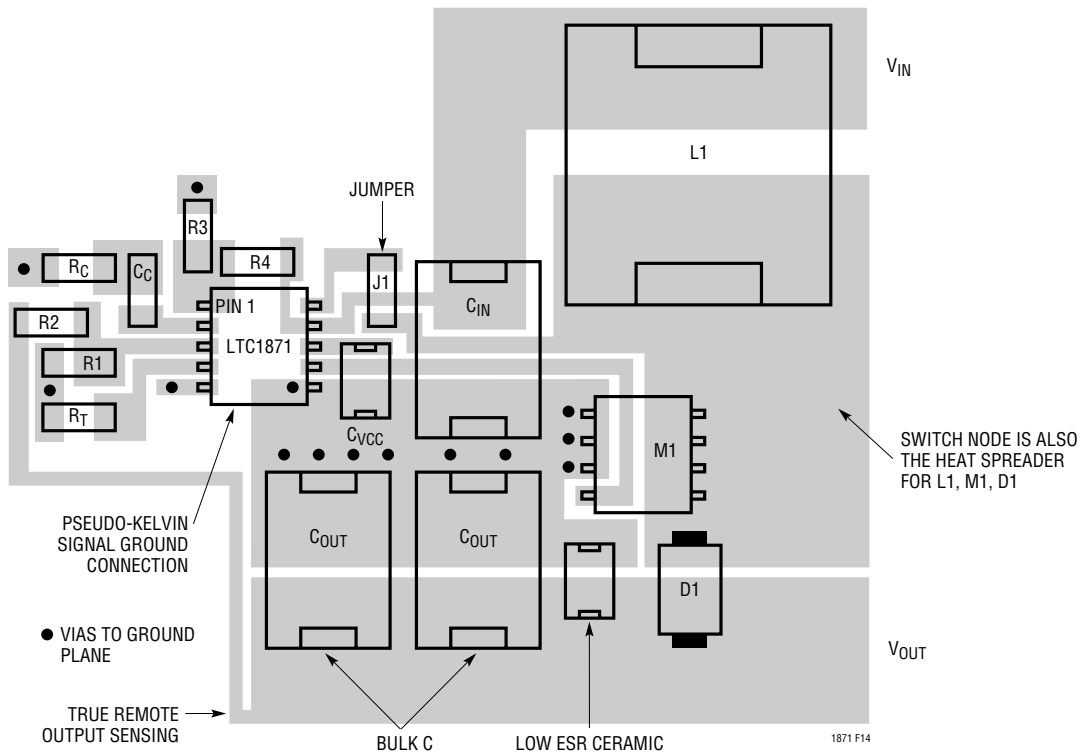 VIN
L1
JUMPER
R3
R4
RC
CC
J1
CIN
PIN 1
R2
LTC1871
R1
RT
CVCC
M1
SWITCH NODE IS ALSO
THE HEAT SPREADER
FOR L1, M1, D1
PSEUDO-KELVIN
SIGNAL GROUND
CONNECTION
COUT
COUT
D1
VIAS TO GROUND
PLANE
VOUT
TRUE REMOTE
OUTPUT SENSING
BULK C
LOW ESR CERAMIC
1871 F14